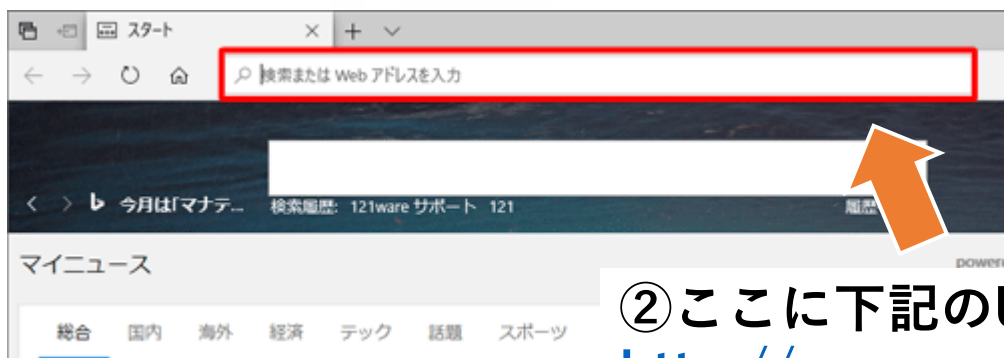 スタート
検索または Web アドレスを入力
今月は「マナテ...
検索履歴: 121ware サポート 121
マイニュース
総合 国内 海外 経済 テック 話題 スポーツ
②ここに下記の